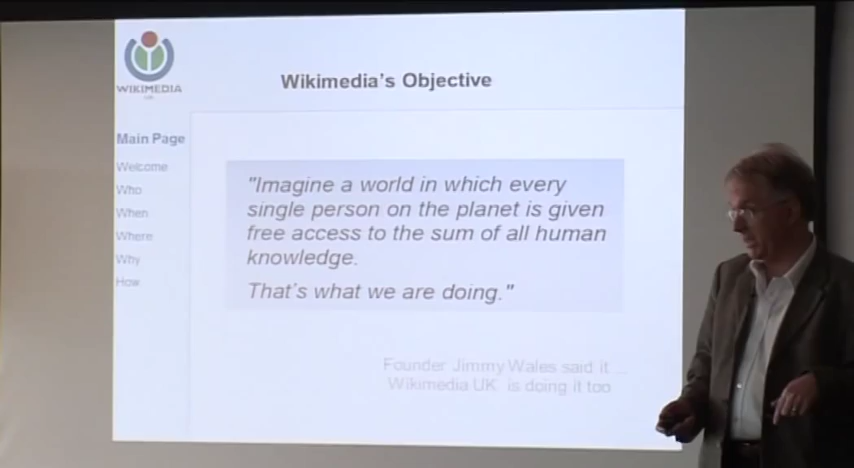 WIKIMEDIA
Wikimedia's Objective
Main Page
Welcome
Who
When
Where
Why
How
"Imagine a world in which every
single person on the planet is given
free access to the sum of all human
knowledge.
That's what we are doing."
Founder Jimmy Wales said it ...
Wikimedia UK is doing it too